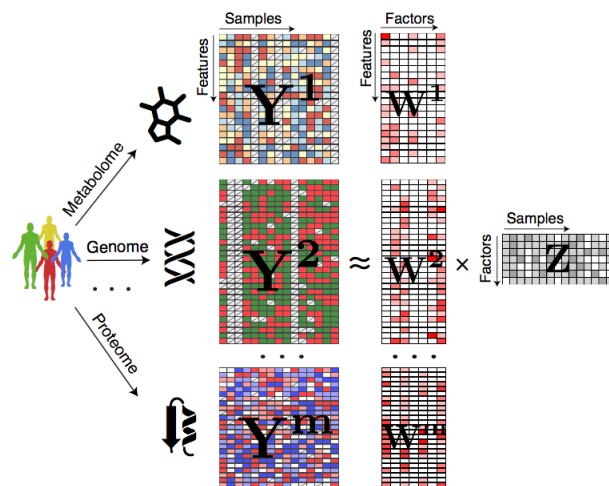 Samples
Features
Y1
Factors
Features
W1
Metabolome
Genome
. . .
Proteome
Y2
≈
W2
×
Samples
Factors
Z
. . .
. . .
Ym
Wm